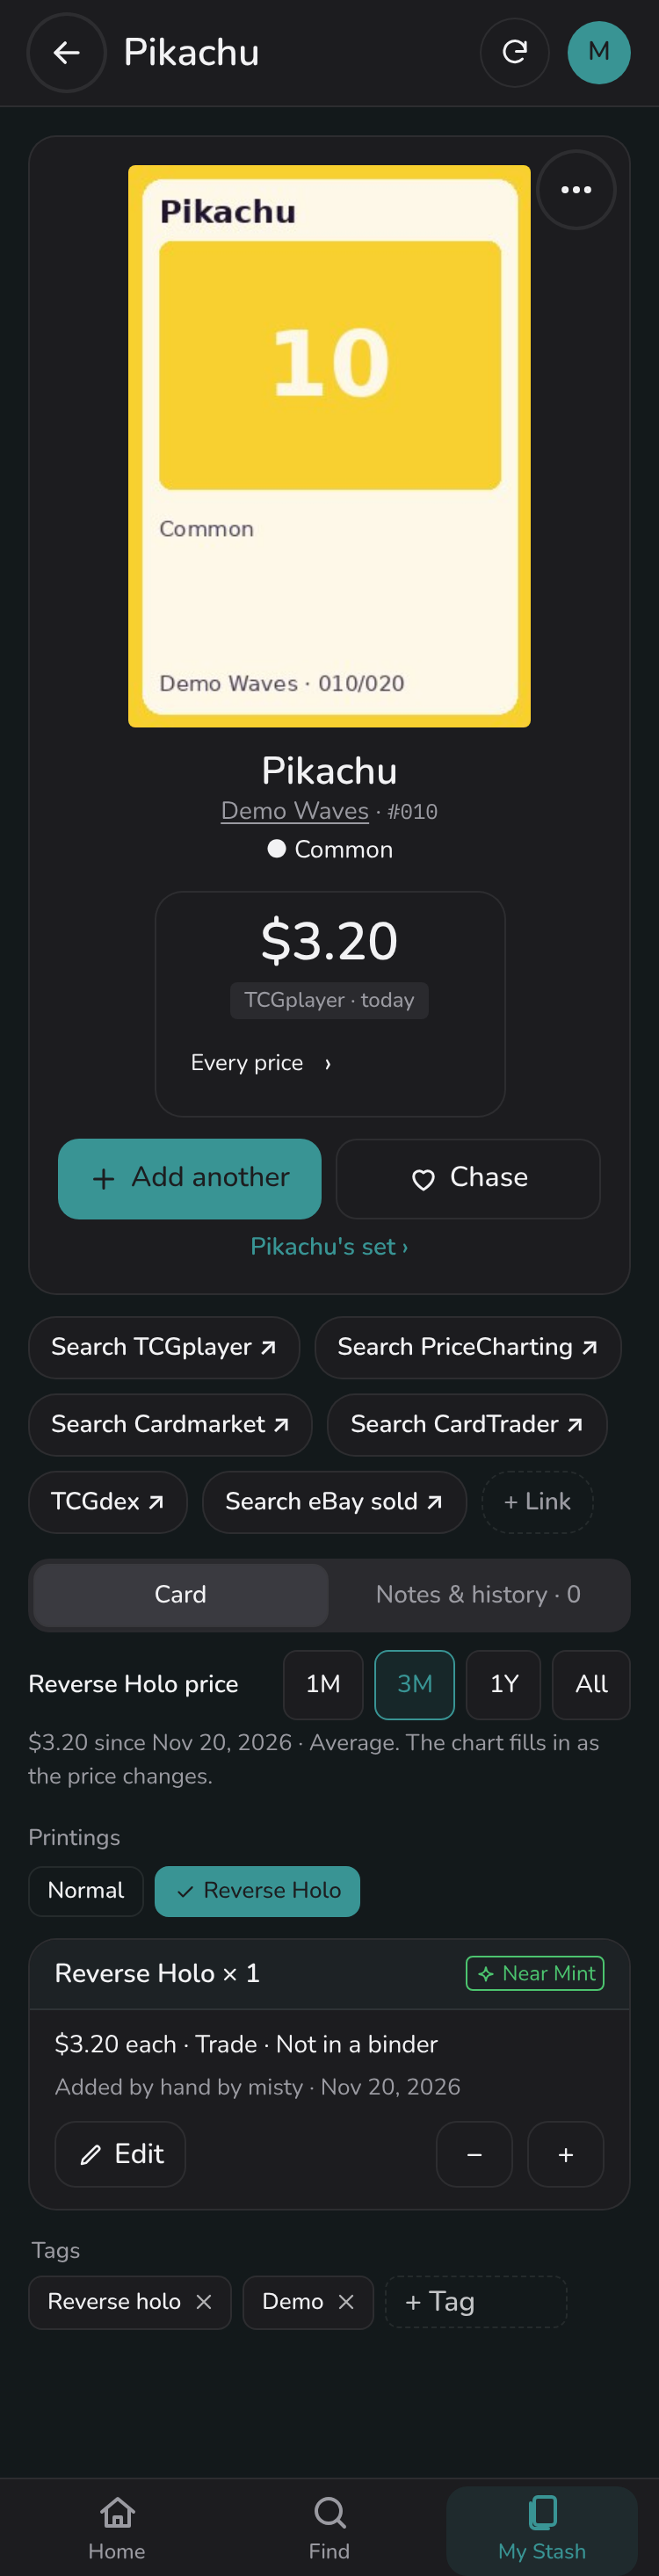 Pikachu
M
Pikachu
10
Common
Demo Waves · 010/020
Pikachu
Demo Waves · #010
Common
$3.20
TCGplayer · today
Every price ›
+ Add another
Chase
Pikachu's set ›
Search TCGplayer ↗
Search PriceCharting ↗
Search Cardmarket ↗
Search CardTrader ↗
TCGdex ↗
Search eBay sold ↗
+ Link
Card
Notes & history · 0
Reverse Holo price
1M
3M
1Y
All
$3.20 since Nov 20, 2026 · Average. The chart fills in as
the price changes.
Printings
Normal
✓ Reverse Holo
Reverse Holo × 1
Near Mint
$3.20 each · Trade · Not in a binder
Added by hand by misty · Nov 20, 2026
Edit
−
+
Tags
Reverse holo ×
Demo ×
+ Tag
Home
Find
My Stash